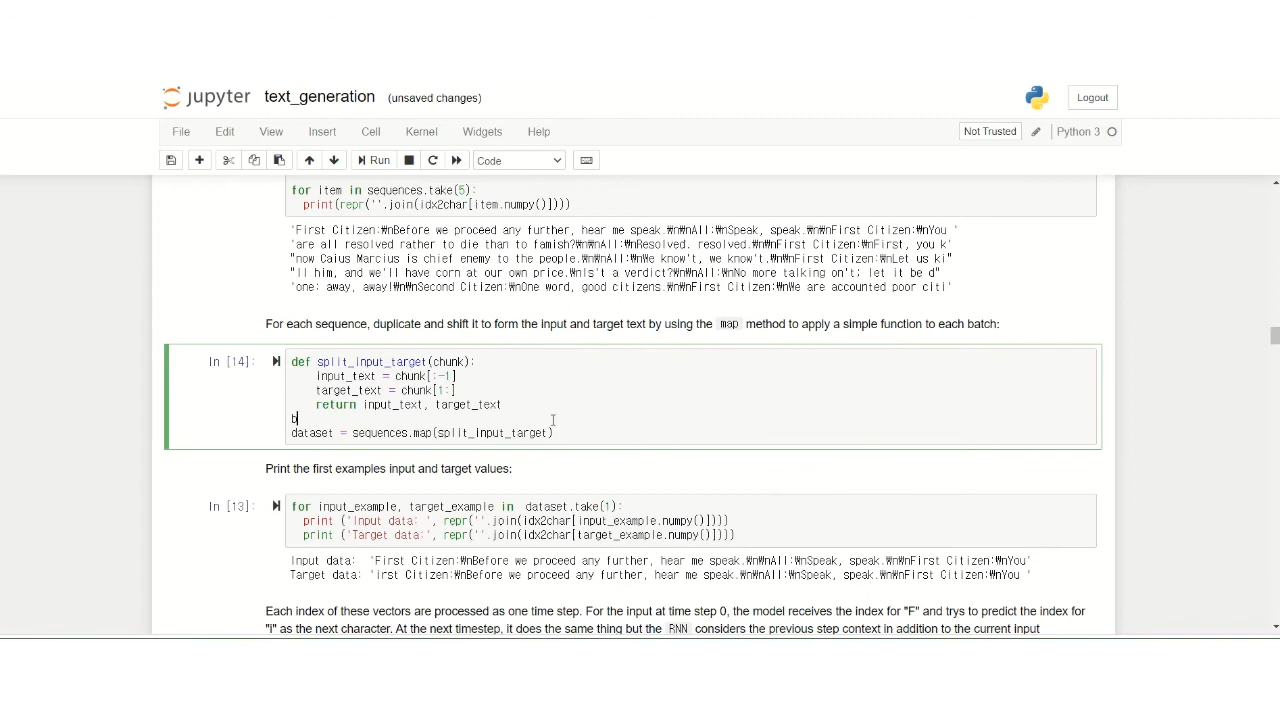 jupyter text_generation (unsaved changes) Logout
File Edit View Insert Cell Kernel Widgets Help Not Trusted Python 3
Run Code
for item in sequences.take(5):
print(repr(''.join(idx2char[item.numpy()])))
'First Citizen:₩nBefore we proceed any further, hear me speak.₩n₩nAll:₩nSpeak, speak.₩n₩nFirst Citizen:₩nYou '
'are all resolved rather to die than to famish?₩n₩nAll:₩nResolved. resolved.₩n₩nFirst Citizen:₩nFirst, you k'
"now Caius Marcius is chief enemy to the people.₩n₩nAll:₩nWe know't, we know't.₩n₩nFirst Citizen:₩nLet us ki"
"ll him, and we'll have corn at our own price.₩nIs't a verdict?₩n₩nAll:₩nNo more talking on't; let it be d"
'one: away, away!₩n₩nSecond Citizen:₩nOne word, good citizens.₩n₩nFirst Citizen:₩nWe are accounted poor citi'
For each sequence, duplicate and shift it to form the input and target text by using the map method to apply a simple function to each batch:
In [14]: def split_input_target(chunk):
input_text = chunk[:-1]
target_text = chunk[1:]
return input_text, target_text
b
dataset = sequences.map(split_input_target)
Print the first examples input and target values:
In [13]: for input_example, target_example in dataset.take(1):
print ('Input data: ', repr(''.join(idx2char[input_example.numpy()])))
print ('Target data:', repr(''.join(idx2char[target_example.numpy()])))
Input data: 'First Citizen:₩nBefore we proceed any further, hear me speak.₩n₩nAll:₩nSpeak, speak.₩n₩nFirst Citizen:₩nYou'
Target data: 'irst Citizen:₩nBefore we proceed any further, hear me speak.₩n₩nAll:₩nSpeak, speak.₩n₩nFirst Citizen:₩nYou '
Each index of these vectors are processed as one time step. For the input at time step 0, the model receives the index for "F" and trys to predict the index for
"i" as the next character. At the next timestep, it does the same thing but the RNN considers the previous step context in addition to the current input